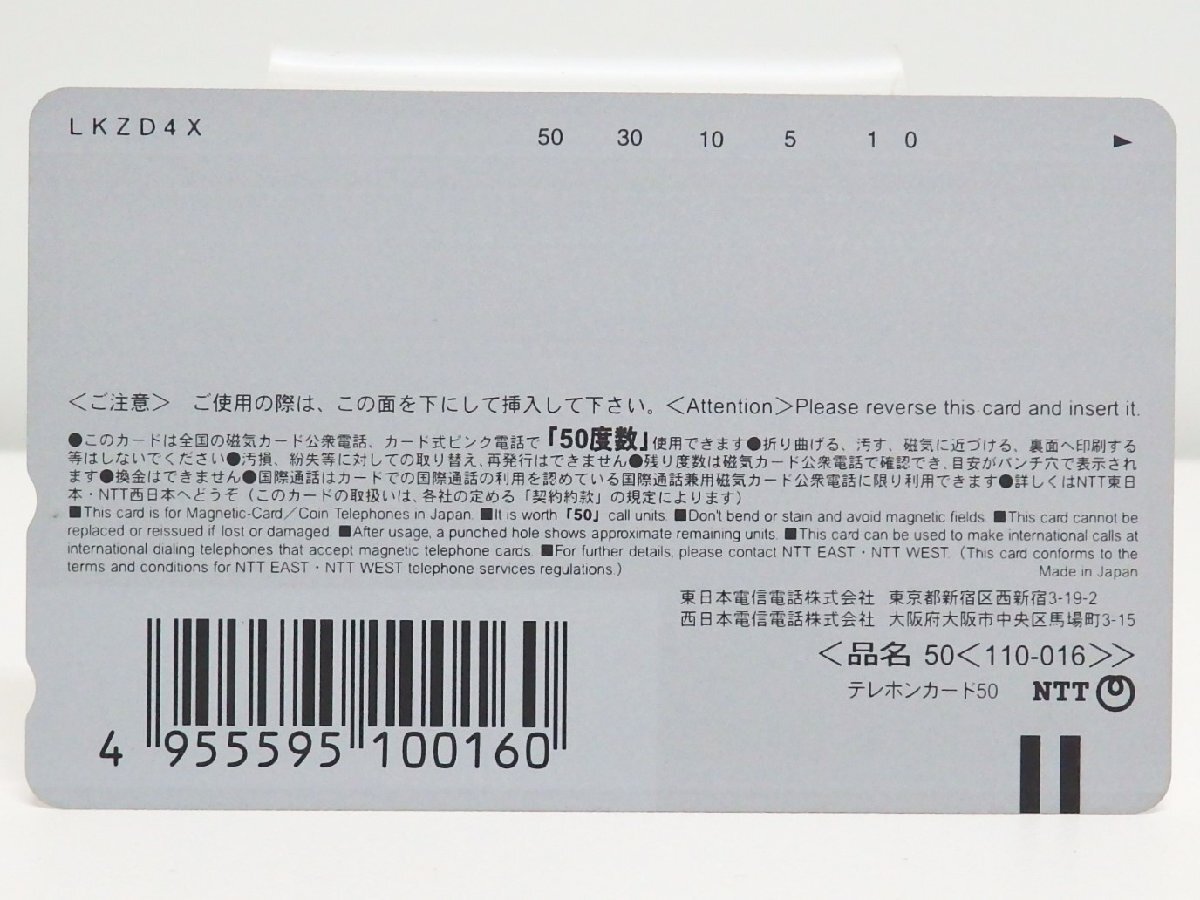 LKZD4X
50 30 10 5 1 0 ►
＜ご注意＞ ご使用の際は、この面を下にして挿入して下さい。＜Attention＞Please reverse this card and insert it.
●このカードは全国の磁気カード公衆電話、カード式ピンク電話で「50度数」使用できます●折り曲げる、汚す、磁気に近づける、裏面へ印刷する
等はしないでください●汚損、紛失等に対しての取り替え、再発行はできません●残り度数は磁気カード公衆電話で確認でき、目安がパンチ穴で表示され
ます●換金はできません●国際通話はカードでの国際通話の利用を認めている国際通話兼用磁気カード公衆電話に限り利用できます●詳しくはNTT東日
本・NTT西日本へどうぞ（このカードの取扱いは、各社の定める「契約約款」の規定によります）
■This card is for Magnetic-Card／Coin Telephones in Japan. ■It is worth「50」call units. ■Don't bend or stain and avoid magnetic fields. ■This card cannot be
replaced or reissued if lost or damaged. ■After usage, a punched hole shows approximate remaining units. ■This card can be used to make international calls at
international dialing telephones that accept magnetic telephone cards. ■For further details, please contact NTT EAST・NTT WEST. (This card conforms to the
terms and conditions for NTT EAST・NTT WEST telephone services regulations.)
Made in Japan
東日本電信電話株式会社 東京都新宿区西新宿3-19-2
西日本電信電話株式会社 大阪府大阪市中央区馬場町3-15
＜品名 50＜110-016＞＞
テレホンカード50 NTT
4 955595 100160